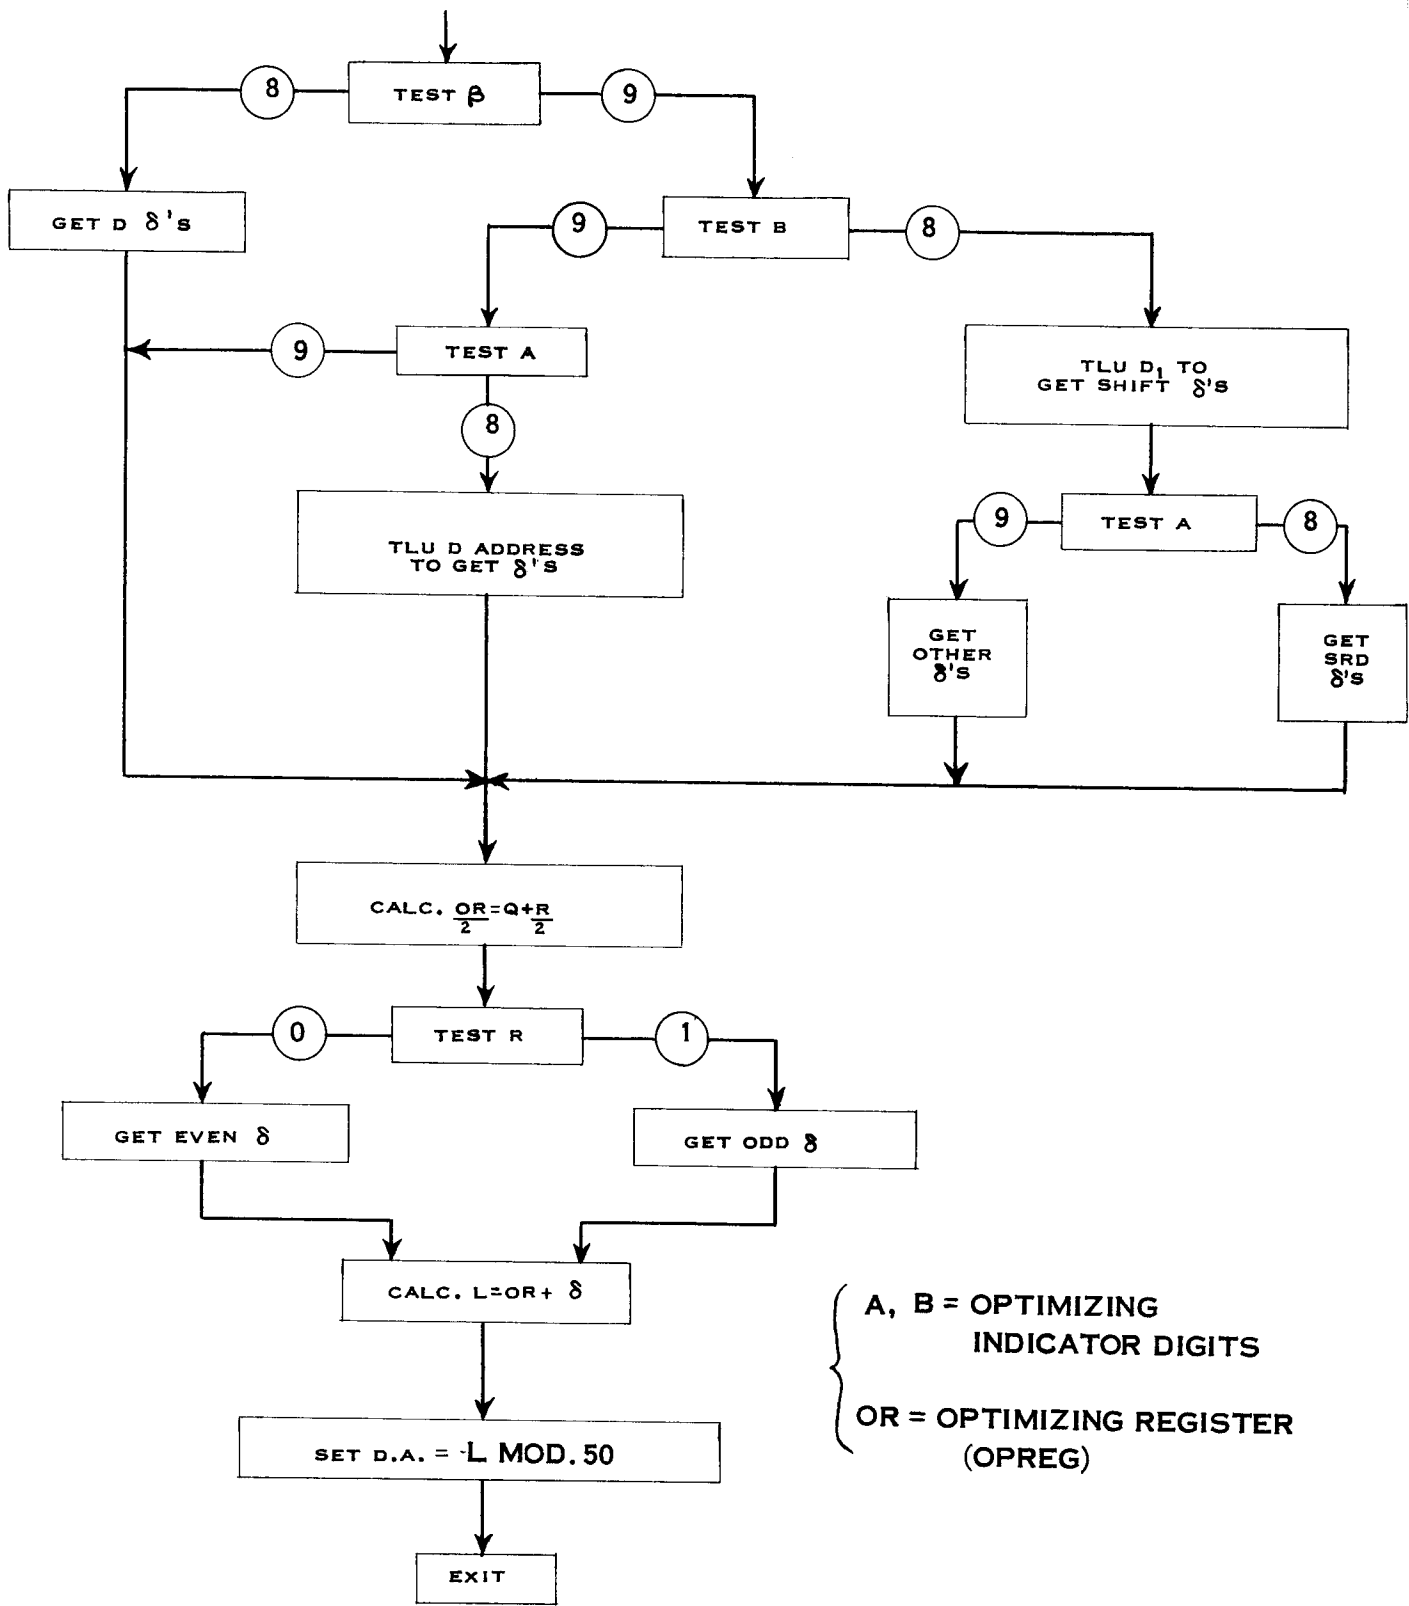 8
TEST β
9
GET D δ'S
9
TEST B
8
9
TEST A
TLU D₁ TO
GET SHIFT δ'S
8
9
TEST A
8
TLU D ADDRESS
TO GET δ'S
GET
OTHER
δ'S
GET
SRD
δ'S
CALC. OR/2=Q+R/2
0
TEST R
1
GET EVEN δ
GET ODD δ
CALC. L=OR+ δ
A, B = OPTIMIZING
INDICATOR DIGITS
OR = OPTIMIZING REGISTER
(OPREG)
SET D.A. = L MOD. 50
EXIT